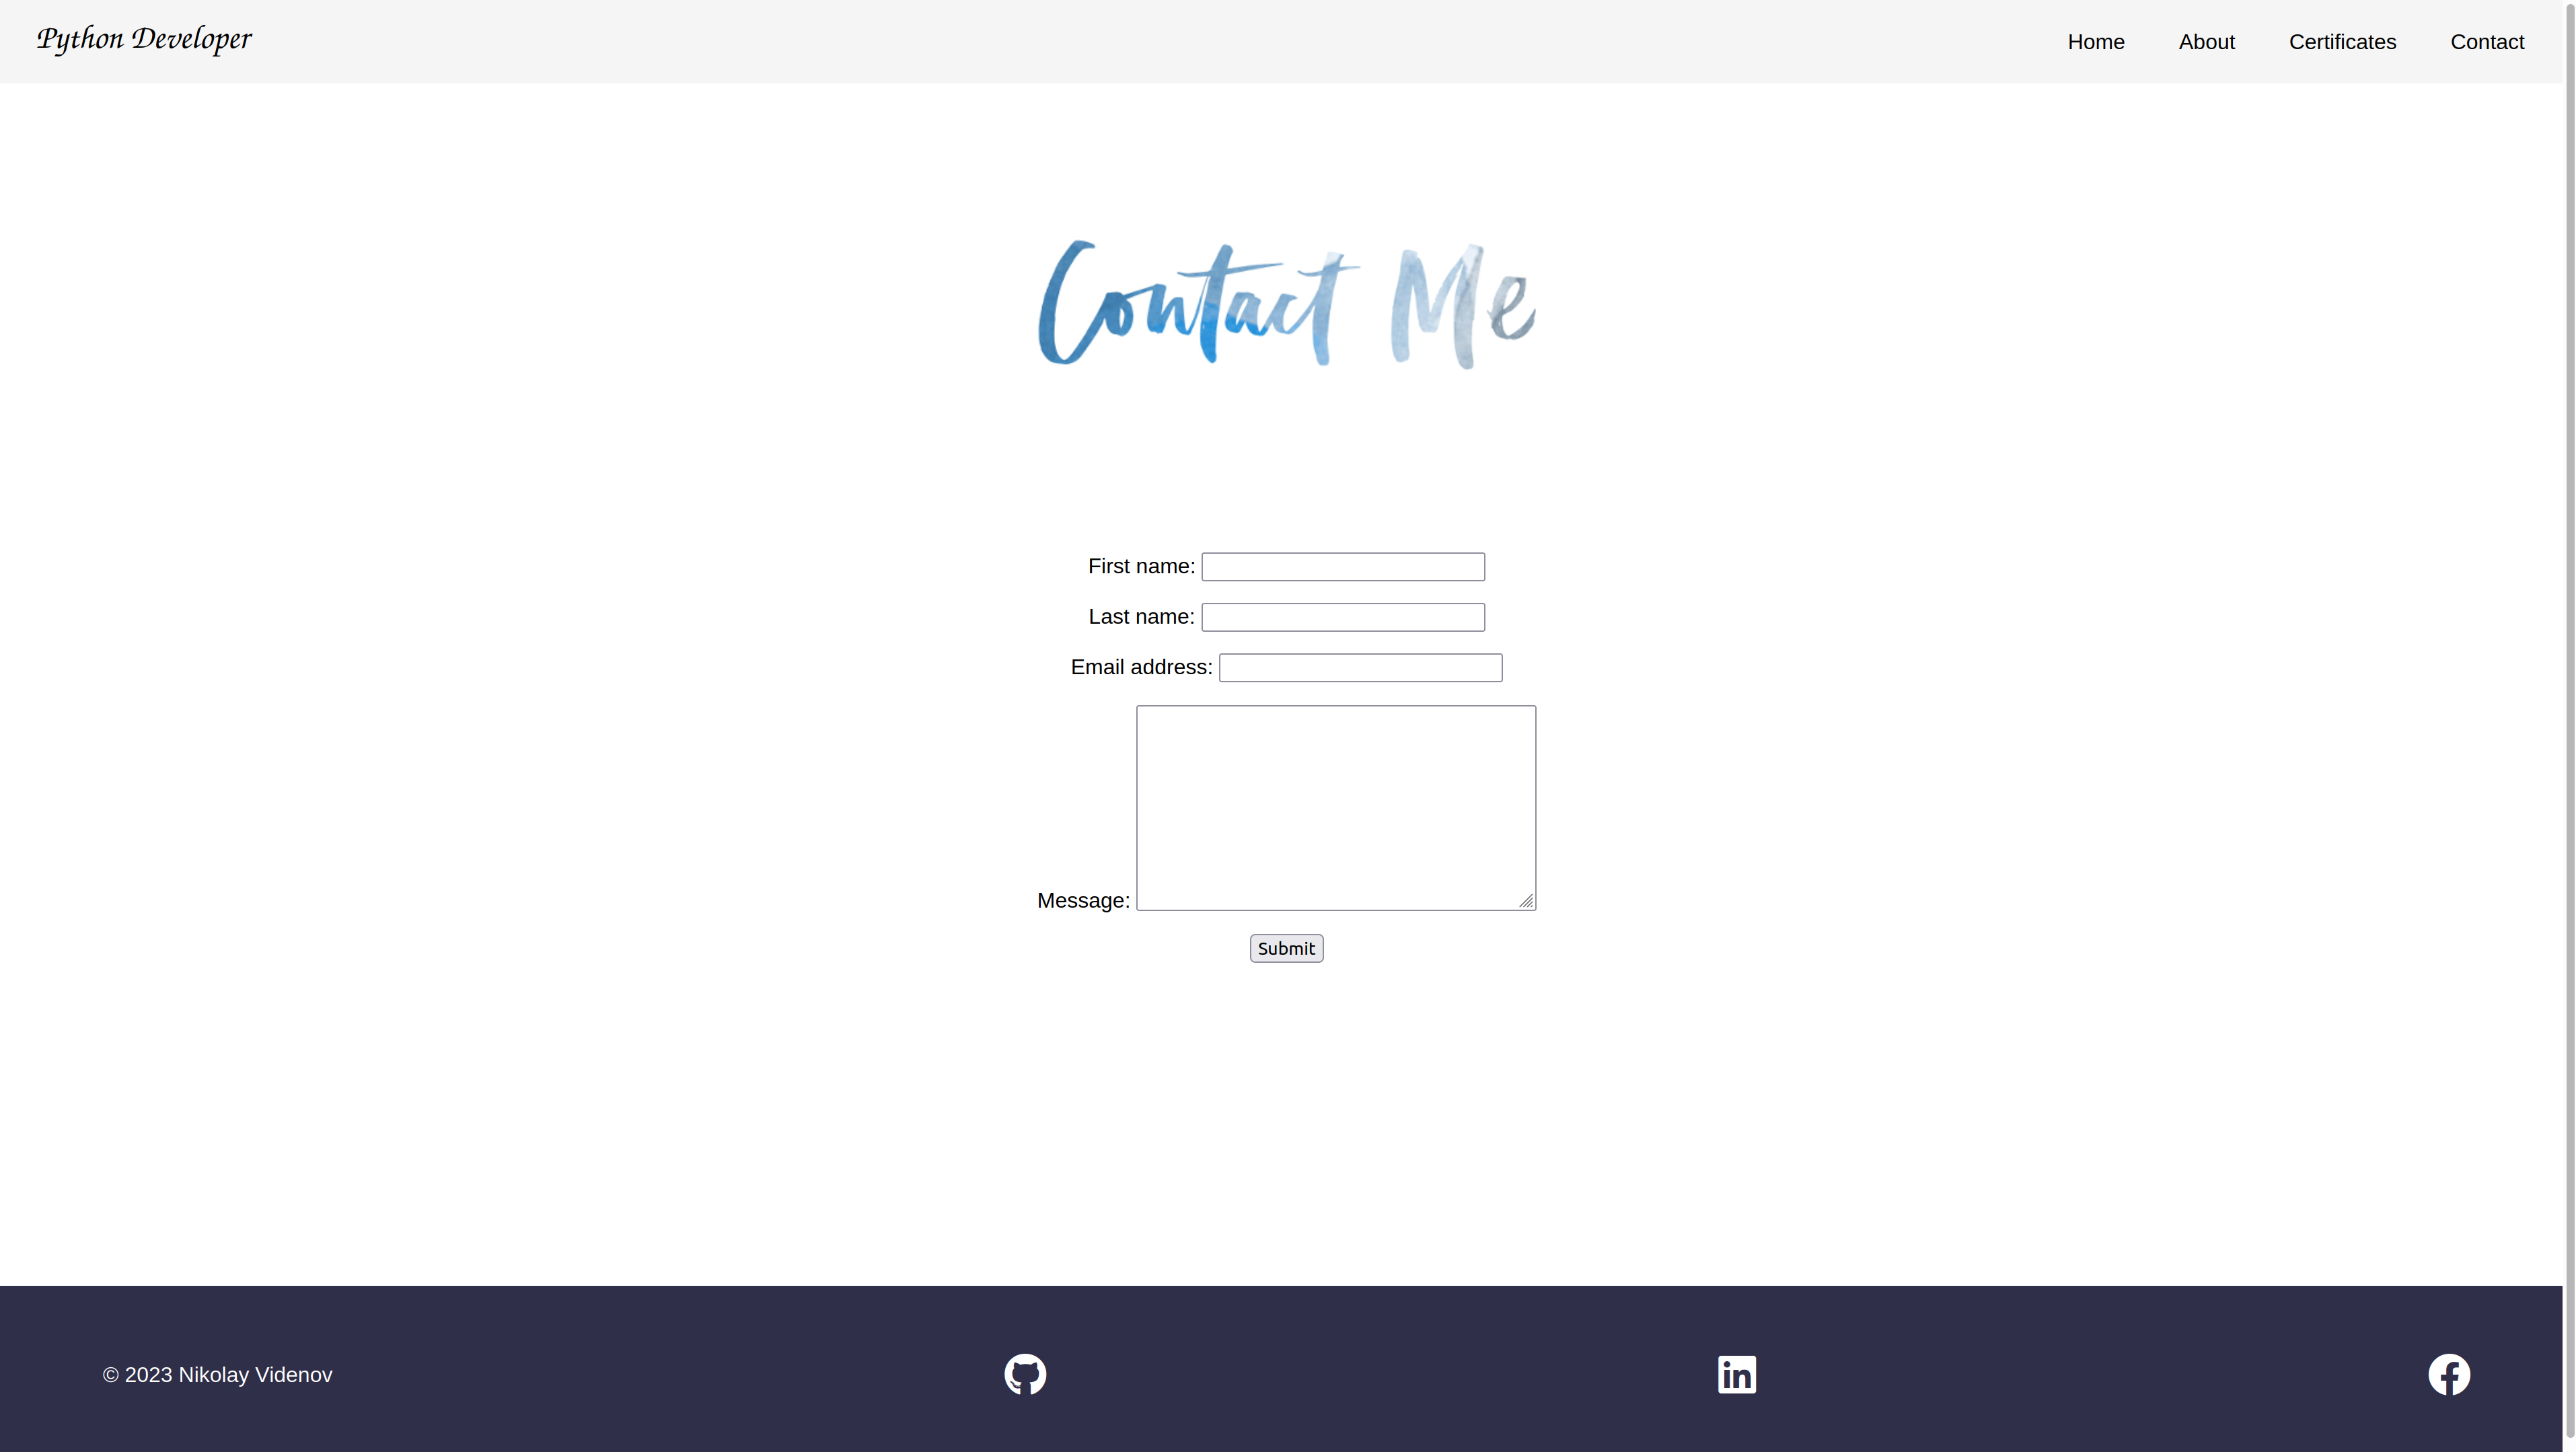 Python Developer
Home About Certificates Contact
Contact Me
First name:
Last name:
Email address:
Message:
Submit
© 2023 Nikolay Videnov